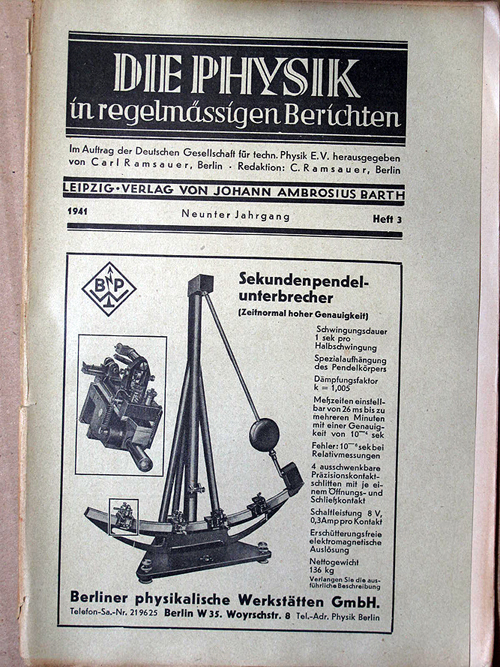 DIE PHYSIK
in regelmässigen Berichten
Im Auftrag der Deutschen Gesellschaft für techn. Physik E.V. herausgegeben
von Carl Ramsauer, Berlin · Redaktion: C. Ramsauer, Berlin
LEIPZIG · VERLAG VON JOHANN AMBROSIUS BARTH
1941 Neunter Jahrgang Heft 3
BPW
Sekundenpendel-
unterbrecher
(Zeitnormal hoher Genauigkeit)
Schwingungsdauer
1 sek pro
Halbschwingung
Spezialaufhängung
des Pendelkörpers
Dämpfungsfaktor
k = 1,005
Meßzeiten einstell-
bar von 26 ms bis zu
mehreren Minuten
mit einer Genauig-
keit von 10⁻⁴ sek
Fehler: 10⁻⁴ sek bei
Relativmessungen
4 ausschwenkbare
Präzisionskontakt-
schlitten mit je ei-
nem Öffnungs- und
Schließkontakt
Schaltleistung 8 V,
0,3 Amp pro Kontakt
Erschütterungsfreie
elektromagnetische
Auslösung
Nettogewicht
136 kg
Verlangen Sie die aus-
führliche Beschreibung
Berliner physikalische Werkstätten GmbH.
Telefon-Sa.-Nr. 219625 Berlin W 35. Woyrschstr. 8 Tel.-Adr. Physik Berlin